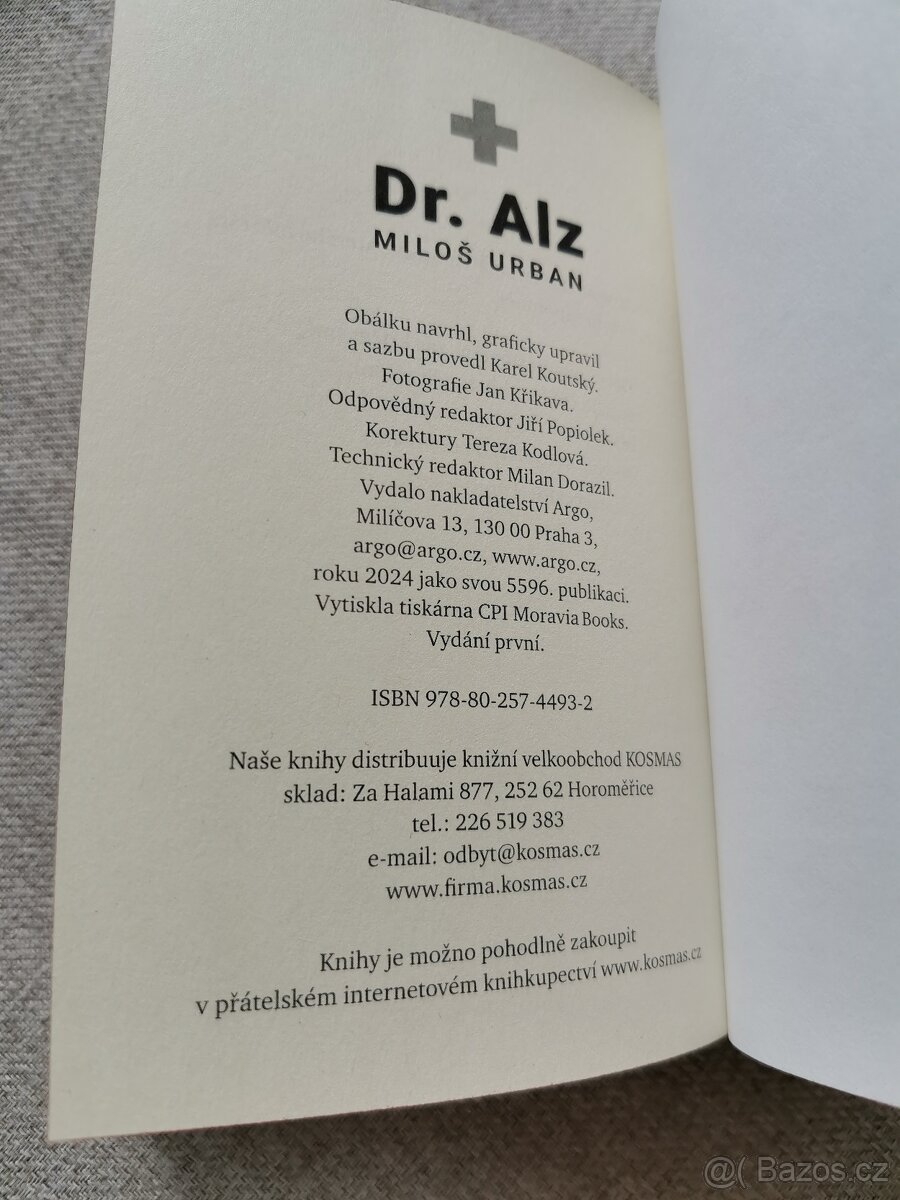 Dr. Alz
MILOŠ URBAN
Obálku navrhl, graficky upravil
a sazbu provedl Karel Koutský.
Fotografie Jan Křikava.
Odpovědný redaktor Jiří Popiolek.
Korektury Tereza Kodlová.
Technický redaktor Milan Dorazil.
Vydalo nakladatelství Argo,
Milíčova 13, 130 00 Praha 3,
argo@argo.cz, www.argo.cz,
roku 2024 jako svou 5596. publikaci.
Vytiskla tiskárna CPI Moravia Books.
Vydání první.
ISBN 978-80-257-4493-2
Naše knihy distribuuje knižní velkoobchod KOSMAS
sklad: Za Halami 877, 252 62 Horoměřice
tel.: 226 519 383
e-mail: odbyt@kosmas.cz
www.firma.kosmas.cz
Knihy je možno pohodlně zakoupit
v přátelském internetovém knihkupectví www.kosmas.cz
@( Bazos.cz